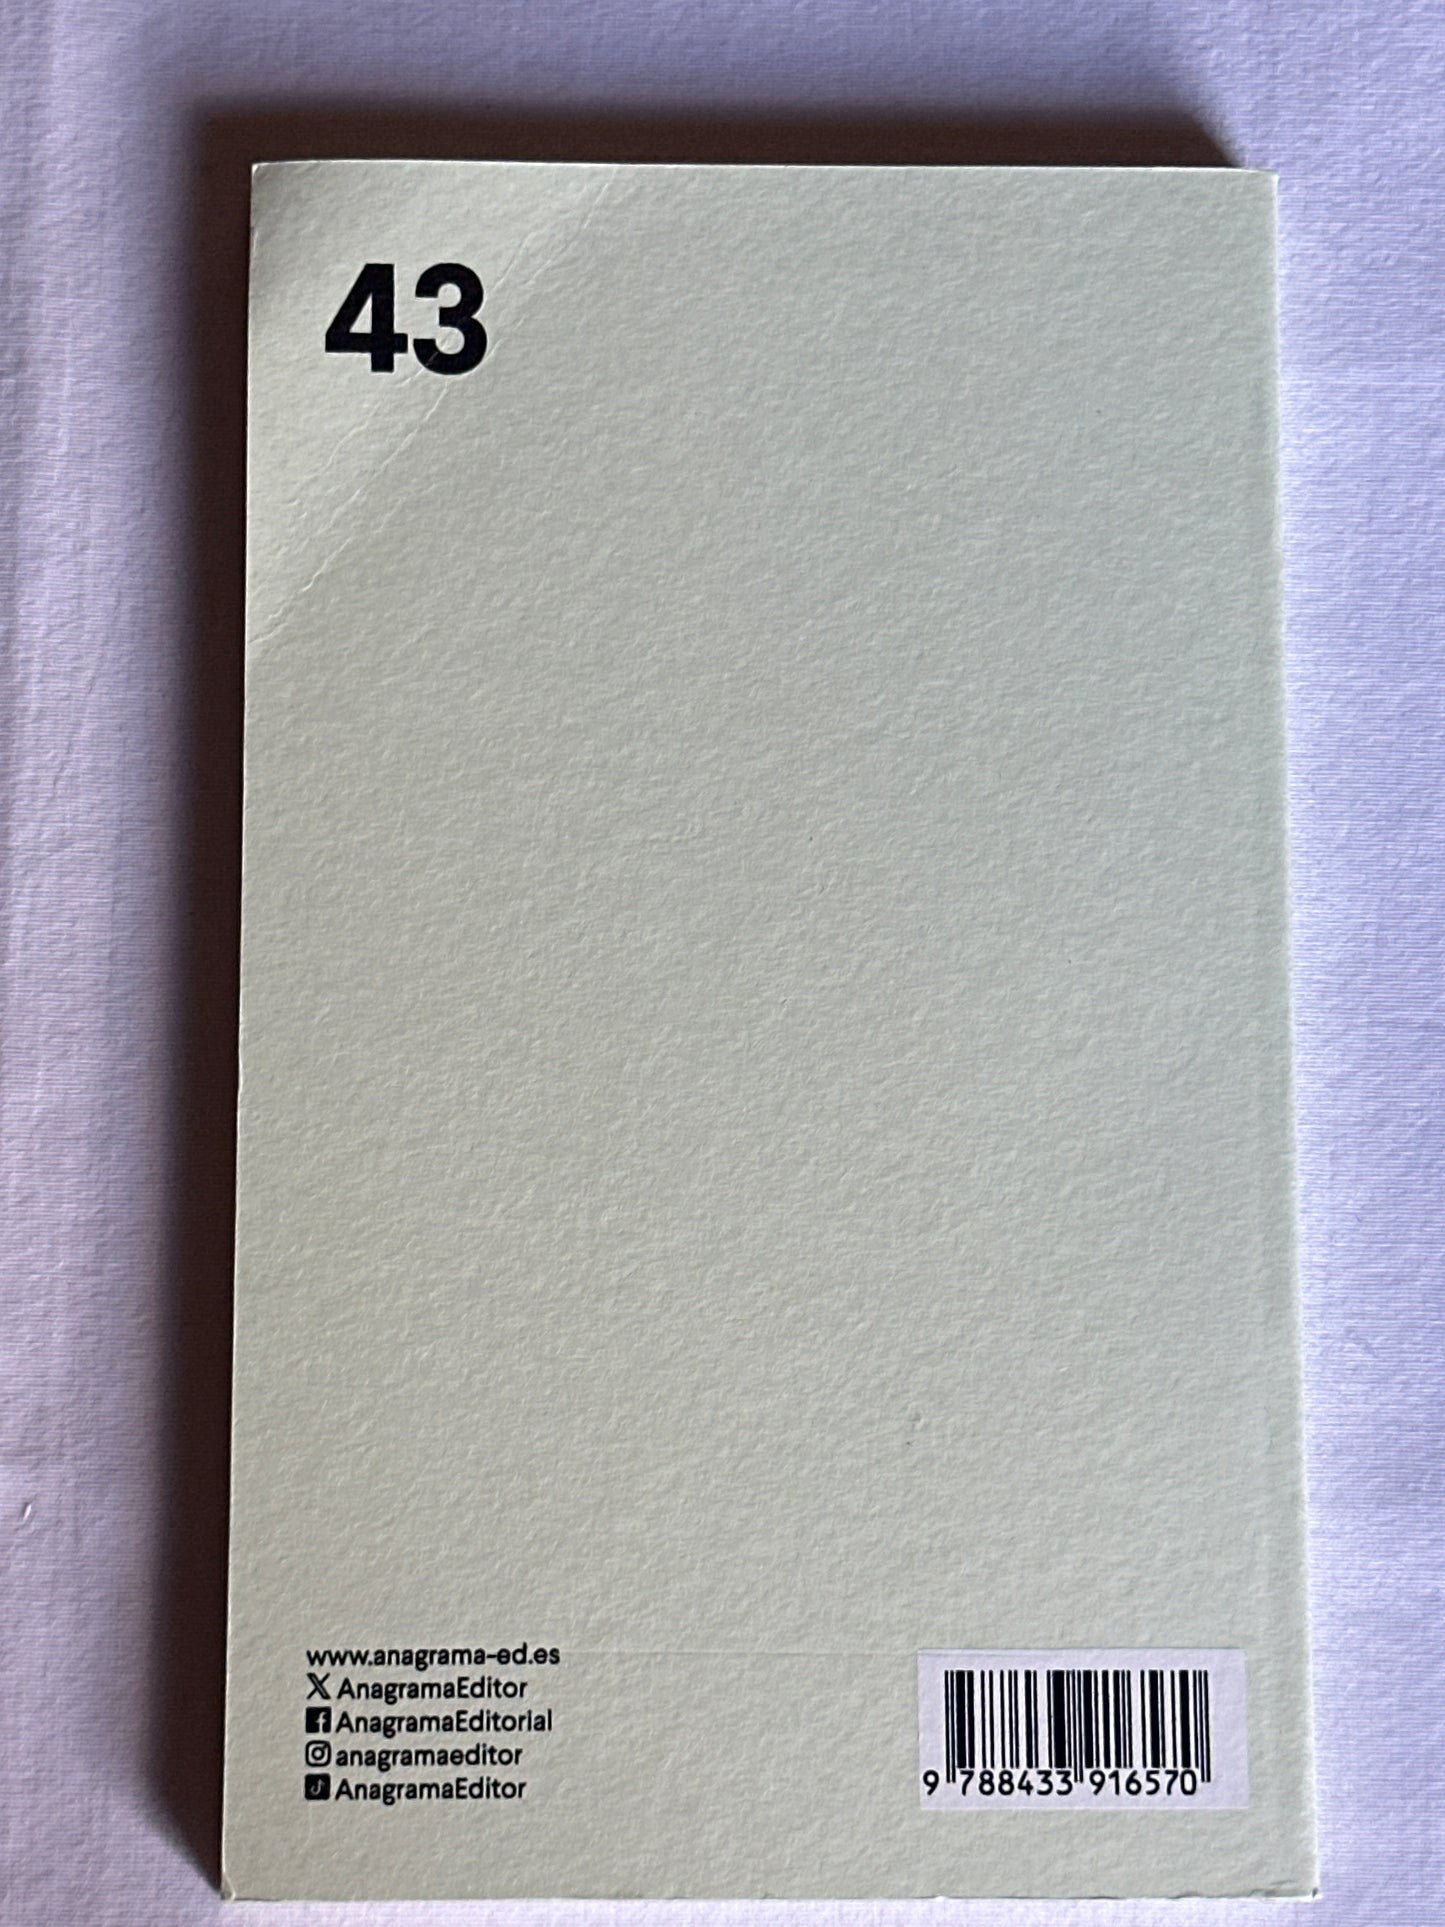 43
www.anagrama-ed.es
AnagramaEditor
AnagramaEditorial
anagramaeditor
AnagramaEditor
9 788433 916570